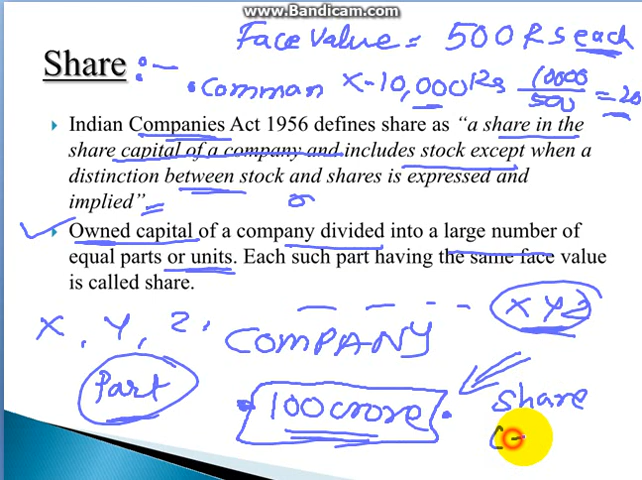 www.Bandicam.com
Face Value = 500 Rs each
Share :-
. Comman X-10,000Rs 10000/500 = 20
Indian Companies Act 1956 defines share as “a share in the
share capital of a company and includes stock except when a
distinction between stock and shares is expressed and
implied”
Owned capital of a company divided into a large number of
equal parts or units. Each such part having the same face value
is called share.
X, Y, Z, XYZ
COMPANY
Part
100 crore
Share